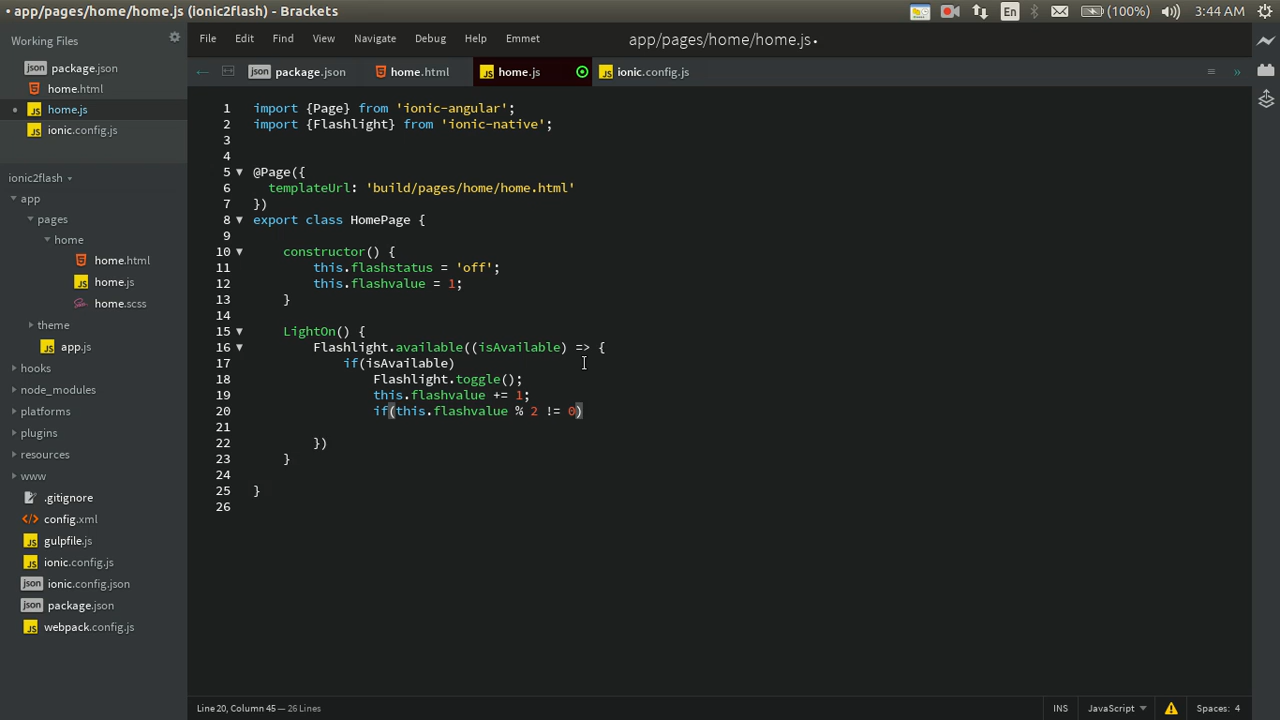 • app/pages/home/home.js (ionic2flash) - Brackets
En
(100%)
3:44 AM
Working Files
package.json
home.html
• home.js
ionic.config.js
ionic2flash
app
pages
home
home.html
home.js
home.scss
theme
app.js
hooks
node_modules
platforms
plugins
resources
www
.gitignore
config.xml
gulpfile.js
ionic.config.js
json ionic.config.json
json package.json
webpack.config.js
File Edit Find View Navigate Debug Help Emmet
app/pages/home/home.js •
json package.json
home.html
JS home.js
JS ionic.config.js
1 import {Page} from 'ionic-angular';
2 import {Flashlight} from 'ionic-native';
3
4
5 @Page({
6 templateUrl: 'build/pages/home/home.html'
7 })
8 export class HomePage {
9
10 constructor() {
11 this.flashstatus = 'off';
12 this.flashvalue = 1;
13 }
14
15 LightOn() {
16 Flashlight.available((isAvailable) => {
17 if(isAvailable)
18 Flashlight.toggle();
19 this.flashvalue += 1;
20 if(this.flashvalue % 2 != 0)
21
22 })
23 }
24
25 }
26
Line 20, Column 45 — 26 Lines
INS
JavaScript
Spaces: 4